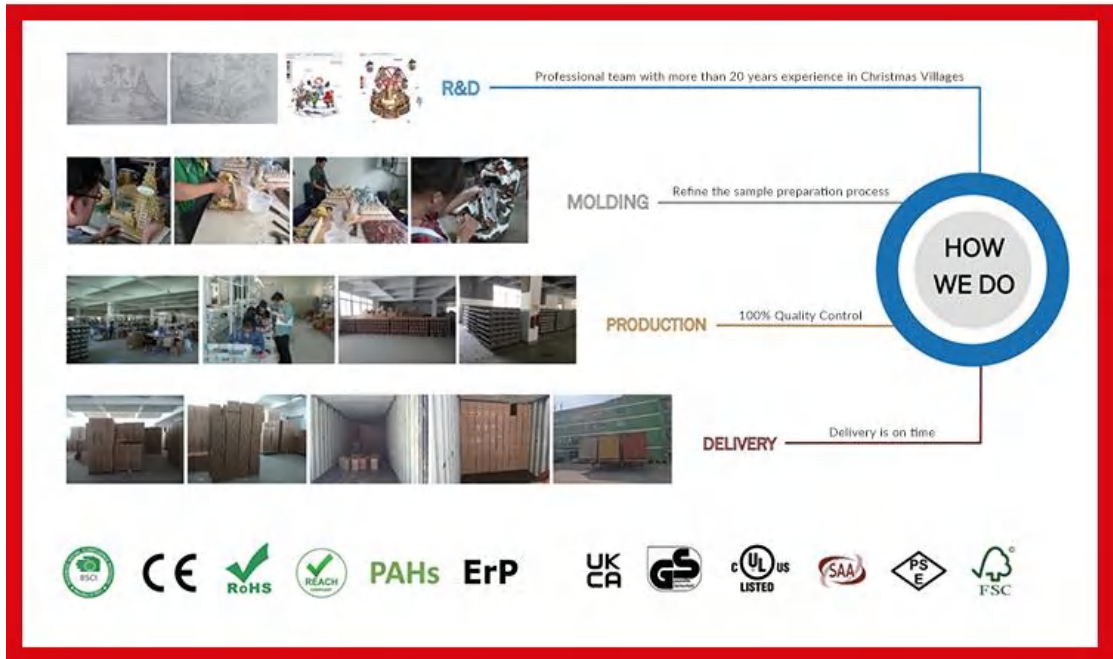 R&D
Professional team with more than 20 years experience in Christmas Villages
MOLDING
Refine the sample preparation process
HOW
WE DO
PRODUCTION
100% Quality Control
DELIVERY
Delivery is on time
BSCI
CE
RoHS
REACH
PAHs
ErP
UK
CA
GS
c UL us
LISTED
SAA
PS
E
FSC